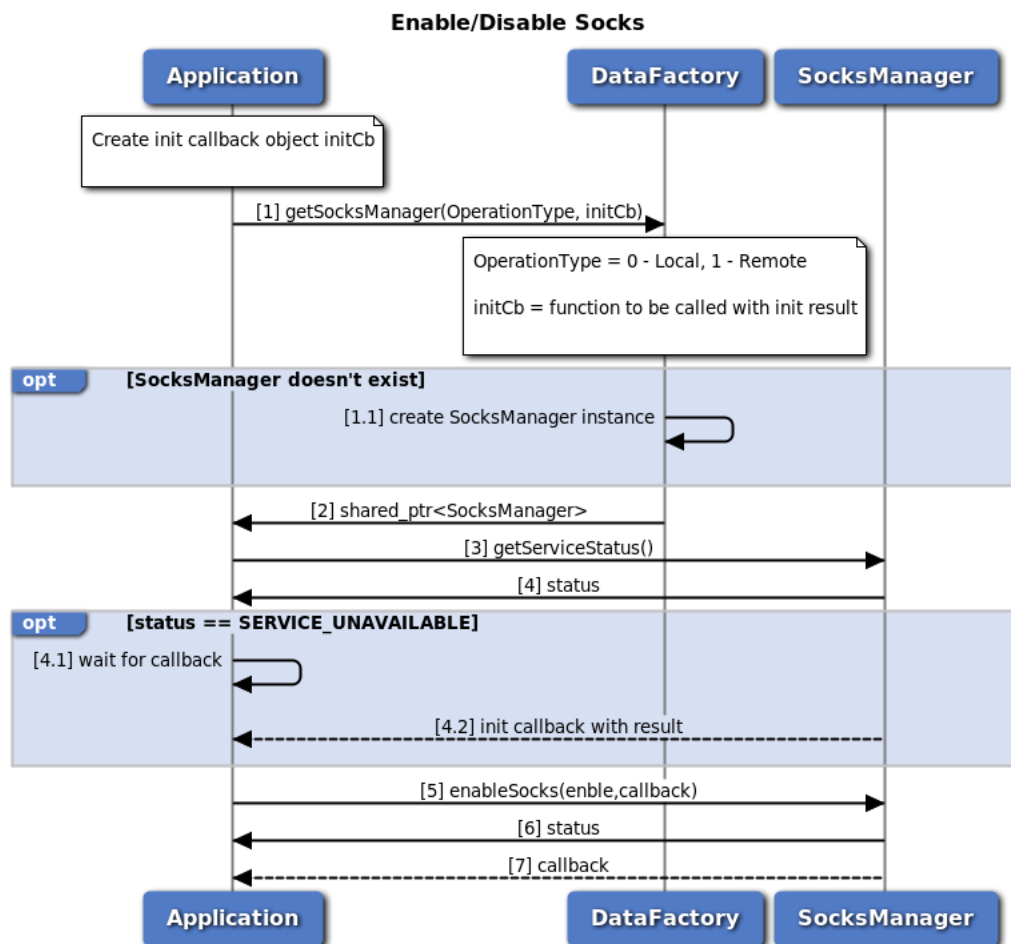 Enable/Disable Socks
Application
DataFactory
SocksManager
Create init callback object initCb
[1] getSocksManager(OperationType, initCb)
OperationType = 0 - Local, 1 - Remote
initCb = function to be called with init result
opt
[SocksManager doesn't exist]
[1.1] create SocksManager instance
[2] shared_ptr<SocksManager>
[3] getServiceStatus()
[4] status
opt
[status == SERVICE_UNAVAILABLE]
[4.1] wait for callback
[4.2] init callback with result
[5] enableSocks(enble,callback)
[6] status
[7] callback
Application
DataFactory
SocksManager